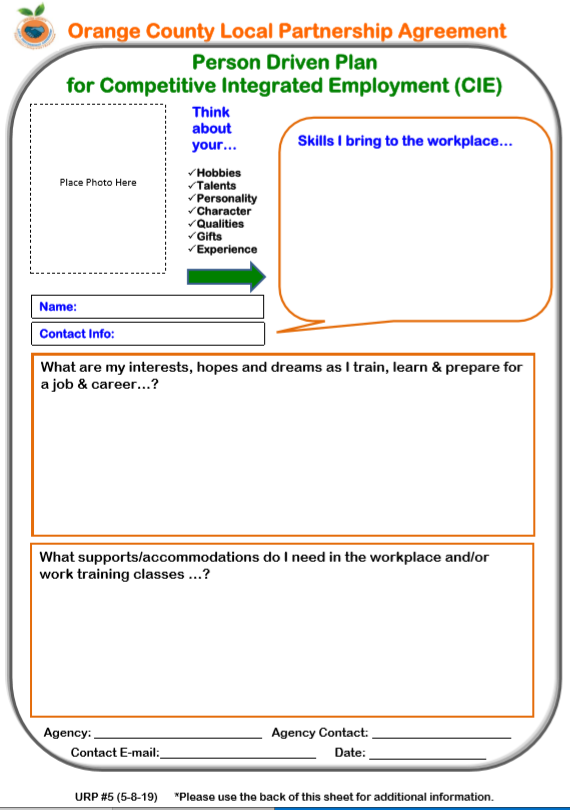 Orange County Local Partnership Agreement
Person Driven Plan
for Competitive Integrated Employment (CIE)
Place Photo Here
Think
about
your...
✓Hobbies
✓Talents
✓Personality
✓Character
✓Qualities
✓Gifts
✓Experience
Skills I bring to the workplace...
Name:
Contact Info:
What are my interests, hopes and dreams as I train, learn & prepare for
a job & career...?
What supports/accommodations do I need in the workplace and/or
work training classes ...?
Agency: ____________ Agency Contact: ____________
Contact E-mail: ____________ Date: ____________
URP #5 (5-8-19) *Please use the back of this sheet for additional information.